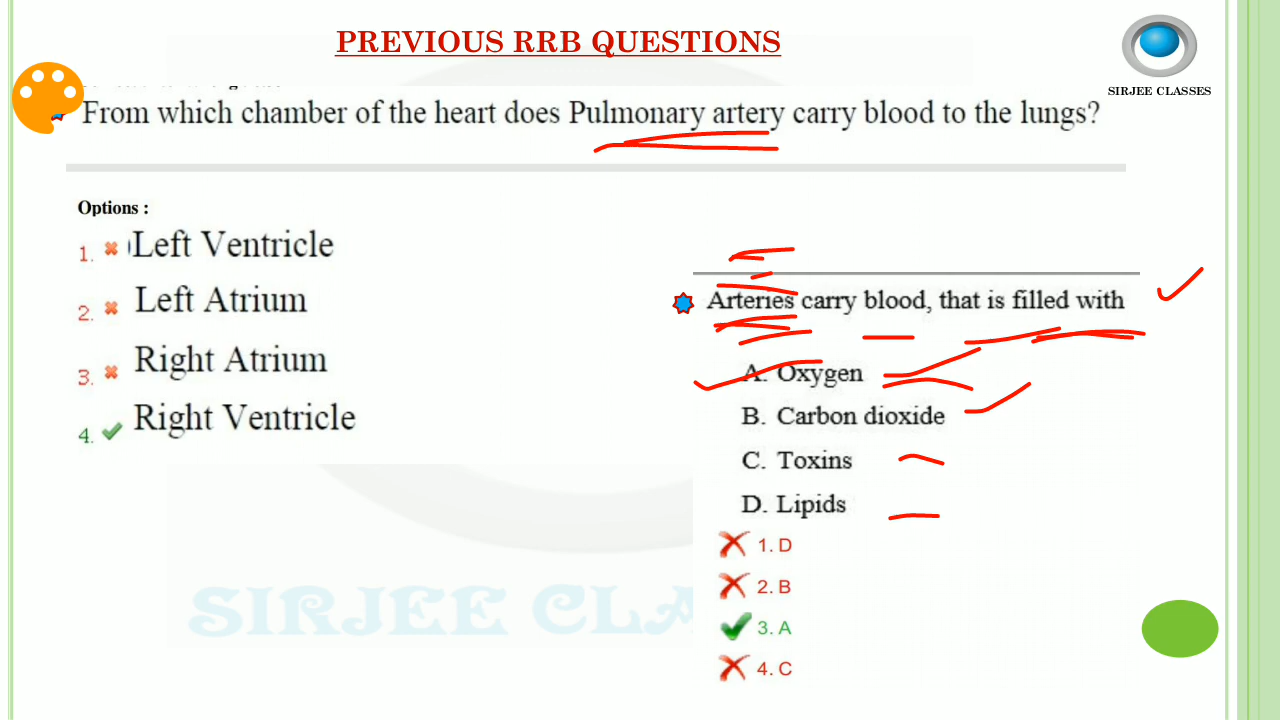 PREVIOUS RRB QUESTIONS
SIRJEE CLASSES
From which chamber of the heart does Pulmonary artery carry blood to the lungs?
Options :
1. Left Ventricle
2. Left Atrium
3. Right Atrium
4. Right Ventricle
Arteries carry blood, that is filled with
A. Oxygen
B. Carbon dioxide
C. Toxins
D. Lipids
1. D
2. B
3. A
4. C
SIRJEE CLA